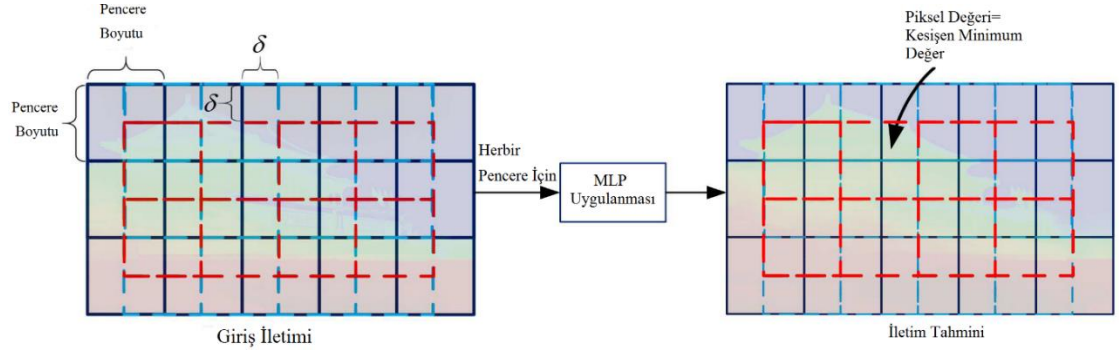 Pencere
Boyutu
δ
Pencere
Boyutu
δ
Giriş İletimi
Herbir
Pencere İçin
MLP
Uygulanması
Piksel Değeri=
Kesişen Minimum
Değer
İletim Tahmini